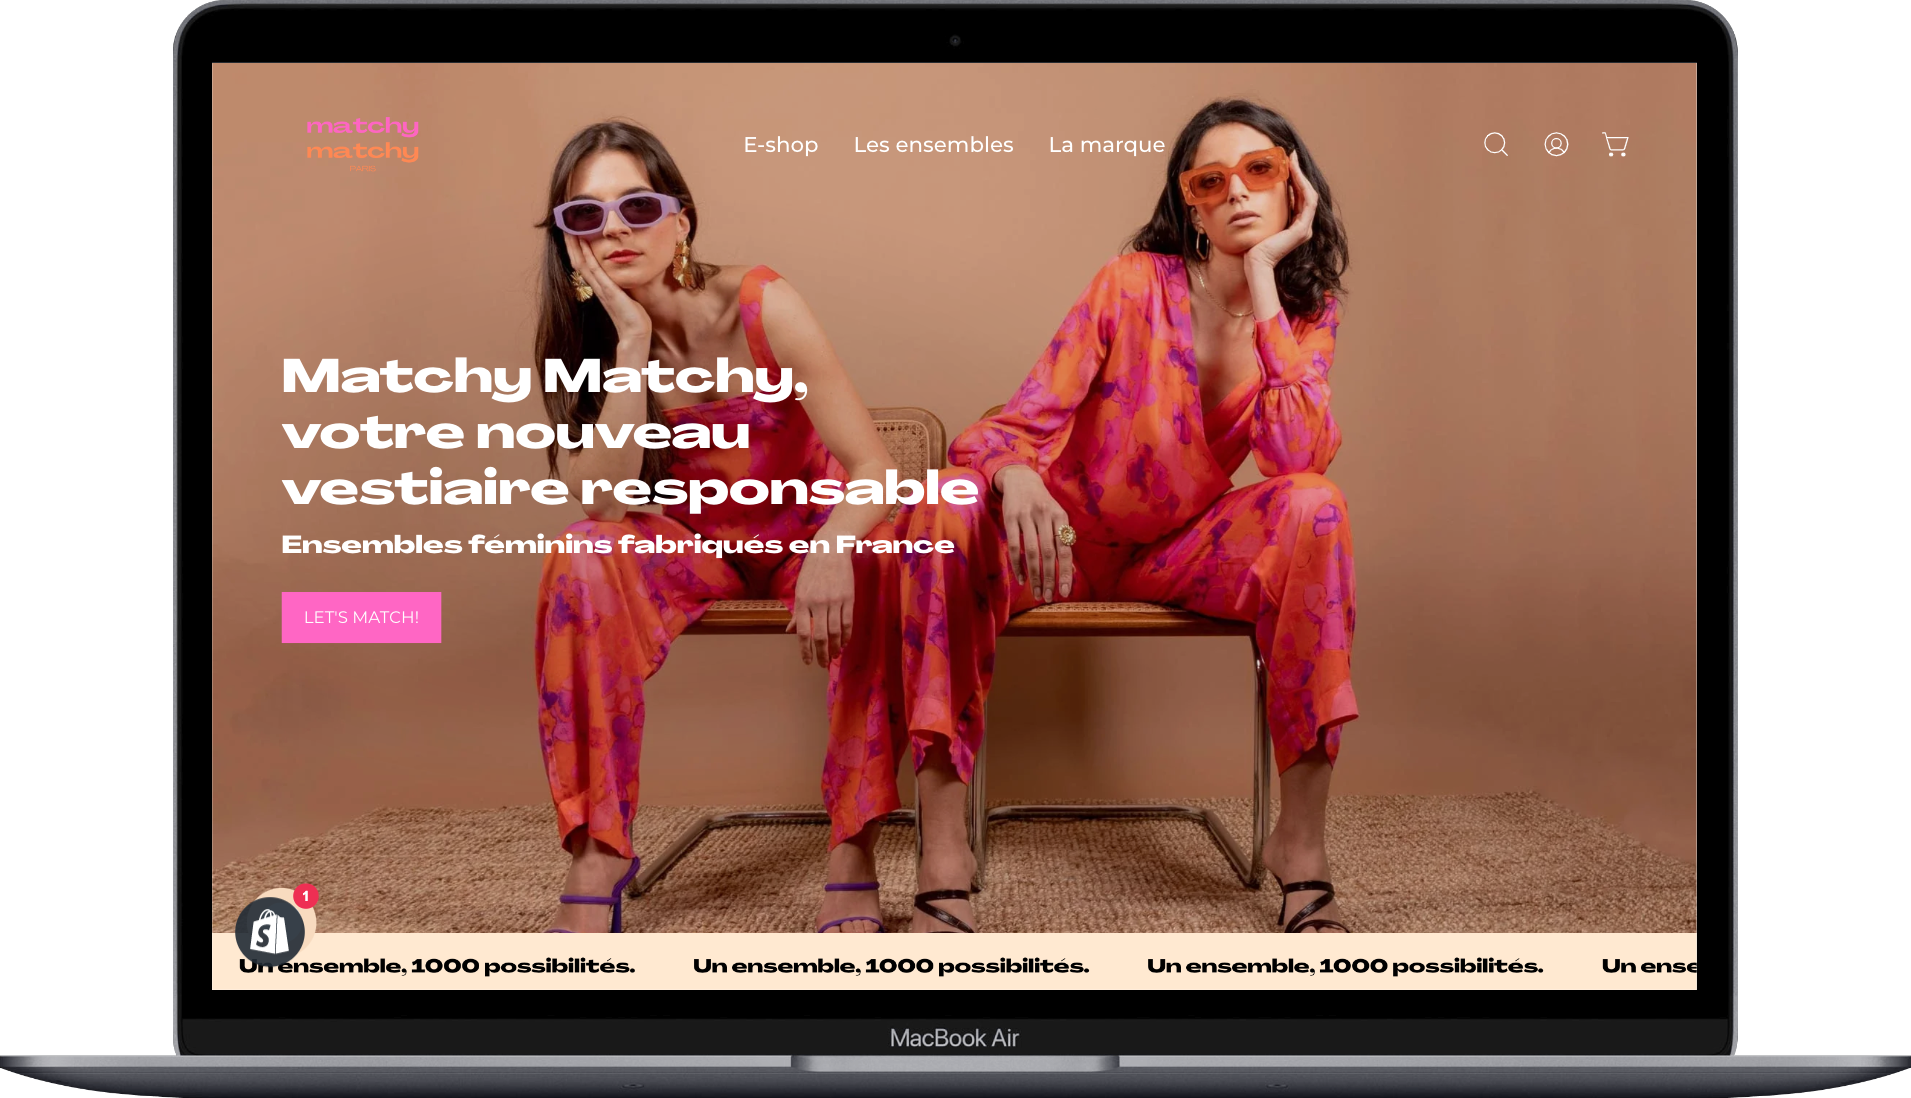 matchy
matchy
PARIS
E-shop Les ensembles La marque
Matchy Matchy,
votre nouveau
vestiaire responsable
Ensembles féminins fabriqués en France
LET'S MATCH!
1
S
Un ensemble, 1000 possibilités. Un ensemble, 1000 possibilités. Un ensemble, 1000 possibilités. Un ense
MacBook Air